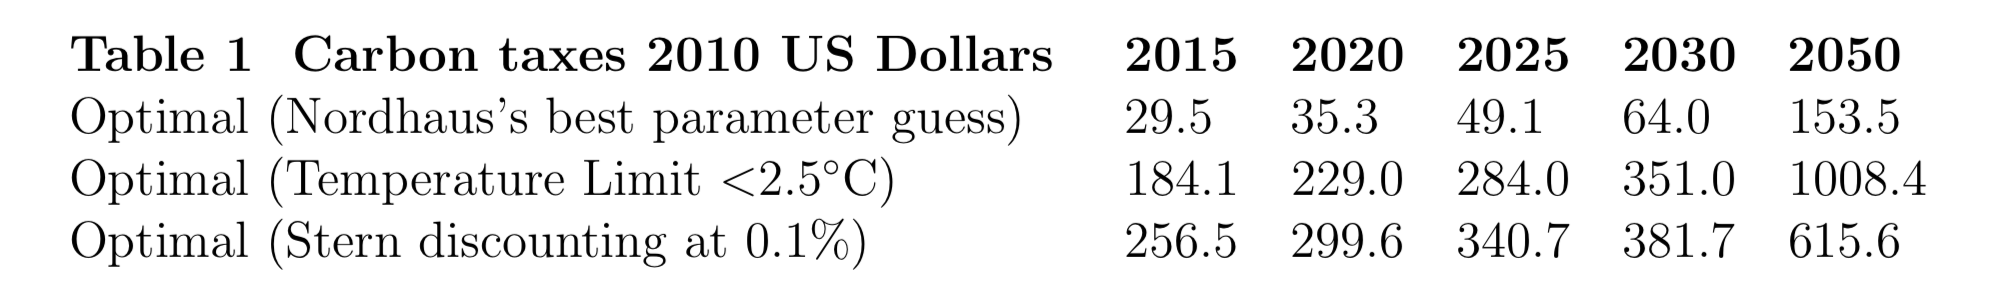 Table 1 Carbon taxes 2010 US Dollars 2015 2020 2025 2030 2050
Optimal (Nordhaus's best parameter guess) 29.5 35.3 49.1 64.0 153.5
Optimal (Temperature Limit <2.5°C) 184.1 229.0 284.0 351.0 1008.4
Optimal (Stern discounting at 0.1%) 256.5 299.6 340.7 381.7 615.6